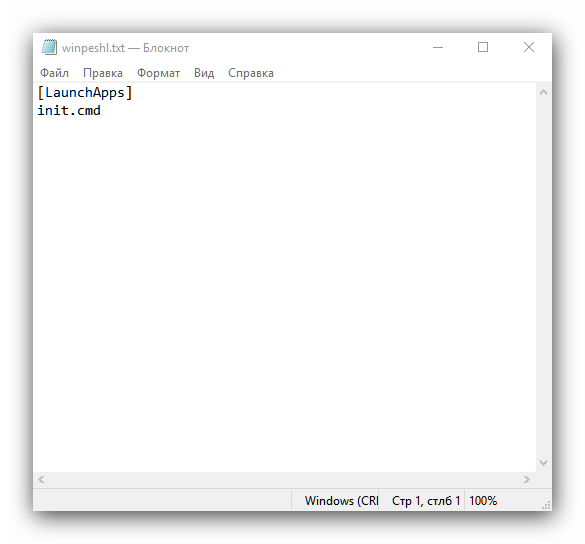 winpeshl.txt — Блокнот
Файл Правка Формат Вид Справка
[LaunchApps]
init.cmd
Windows (CRI Стр 1, стлб 1 100%